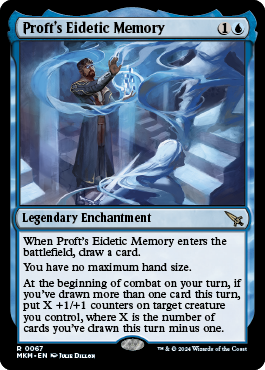 Proft's Eidetic Memory 1
Legendary Enchantment
When Proft's Eidetic Memory enters the
battlefield, draw a card.
You have no maximum hand size.
At the beginning of combat on your turn, if
you've drawn more than one card this turn,
put X +1/+1 counters on target creature
you control, where X is the number of
cards you've drawn this turn minus one.
R 0067
MKM • EN Julie Dillon
™ & © 2024 Wizards of the Coast